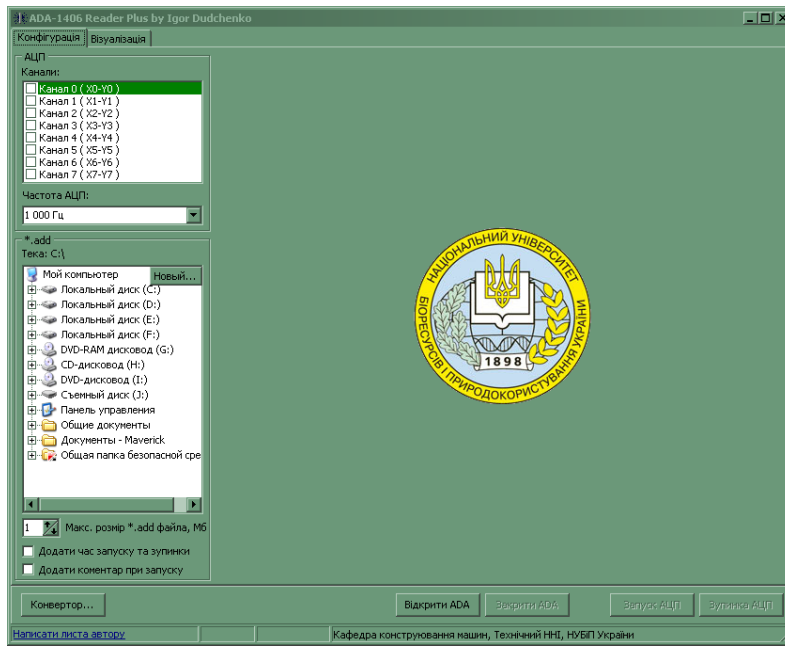 ADA-1406 Reader Plus by Igor Dudchenko
Конфігурація Візуалізація
АЦП
Канали:
Канал 0 ( X0-Y0 )
Канал 1 ( X1-Y1 )
Канал 2 ( X2-Y2 )
Канал 3 ( X3-Y3 )
Канал 4 ( X4-Y4 )
Канал 5 ( X5-Y5 )
Канал 6 ( X6-Y6 )
Канал 7 ( X7-Y7 )
Частота АЦП:
1 000 Гц
*.add
Тека: C:\
Мой компьютер Новый...
Локальный диск (C:)
Локальный диск (D:)
Локальный диск (E:)
Локальный диск (F:)
DVD-RAM дисковод (G:)
CD-дисковод (H:)
DVD-дисковод (I:)
Съемный диск (J:)
Панель управления
Общие документы
Документы - Maverick
Общая папка безопасной сре
1 Макс. розмір *.add файла, Мб
Додати час запуску та зупинки
Додати коментар при запуску
НАЦІОНАЛЬНИЙ УНІВЕРСИТЕТ
БІОРЕСУРСІВ І ПРИРОДОКОРИСТУВАННЯ УКРАЇНИ
1898
Конвертор... Відкрити ADA Закрити ADA Запуск АЦП Зупинка АЦП
Написати листа автору Кафедра конструювання машин, Технічний ННІ, НУБіП України